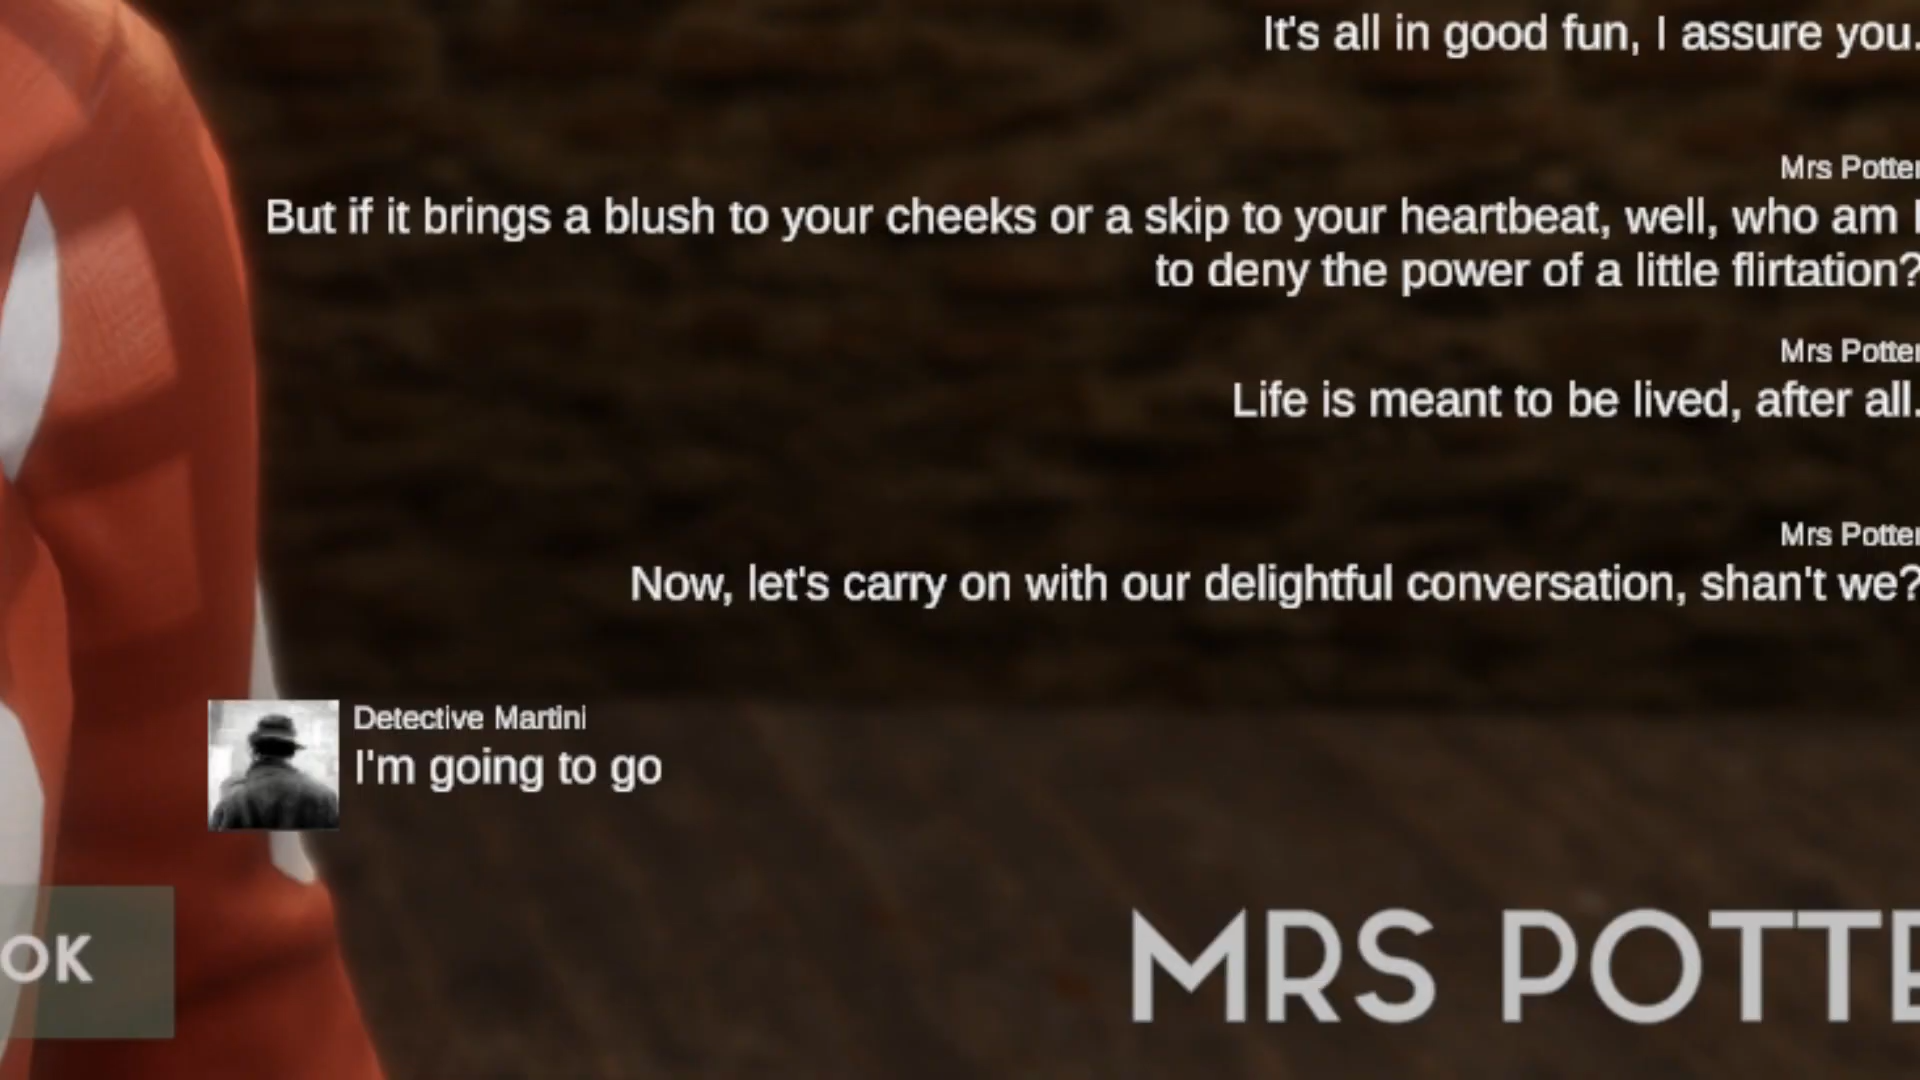 It's all in good fun, I assure you.
Mrs Potter
But if it brings a blush to your cheeks or a skip to your heartbeat, well, who am I
to deny the power of a little flirtation?
Mrs Potter
Life is meant to be lived, after all.
Mrs Potter
Now, let's carry on with our delightful conversation, shan't we?
Detective Martini
I'm going to go
OK
MRS POTTE